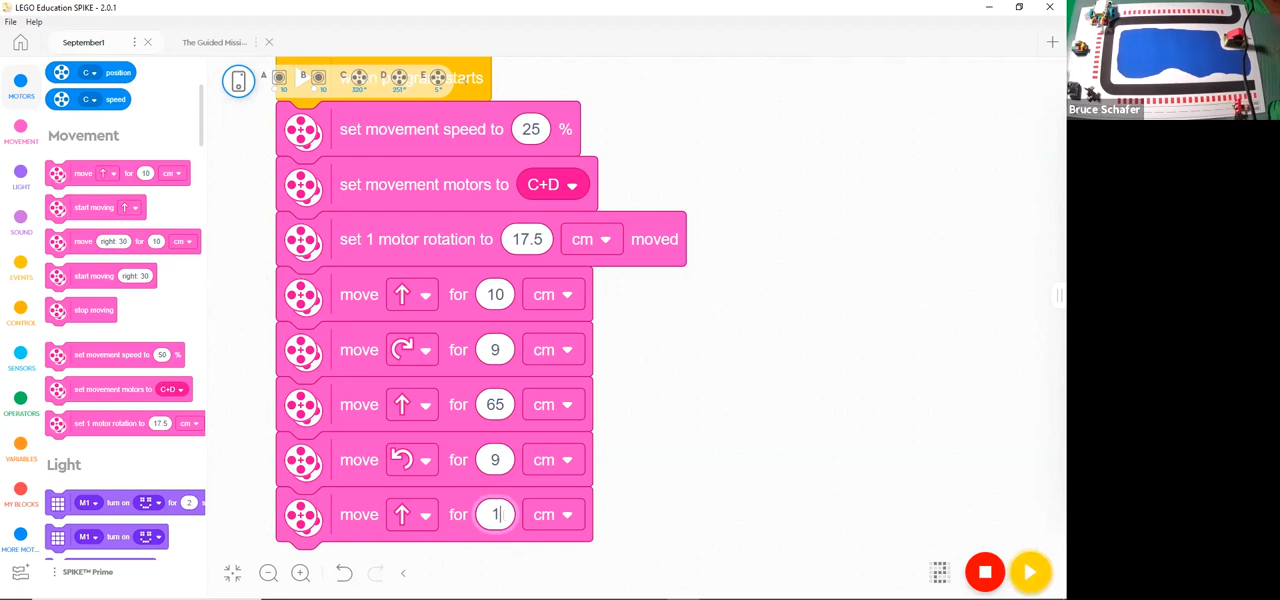 LEGO Education SPIKE - 2.0.1
File Help
September1
The Guided Missi...
C position
C speed
MOTORS
Movement
MOVEMENT
move for 10 cm
LIGHT
start moving
SOUND
move right: 30 for 10 cm
EVENTS
start moving right: 30
CONTROL
stop moving
SENSORS
set movement speed to 50 %
OPERATORS
set movement motors to C+D
set 1 motor rotation to 17.5 cm
VARIABLES
Light
MY BLOCKS
M1 turn on for 2 s
MORE MOT...
M1 turn on
SPIKE™ Prime
A B C D E
10 10 320° 251° 5°
starts
set movement speed to 25 %
set movement motors to C+D
set 1 motor rotation to 17.5 cm moved
move for 10 cm
move for 9 cm
move for 65 cm
move for 9 cm
move for 1 cm
Bruce Schafer